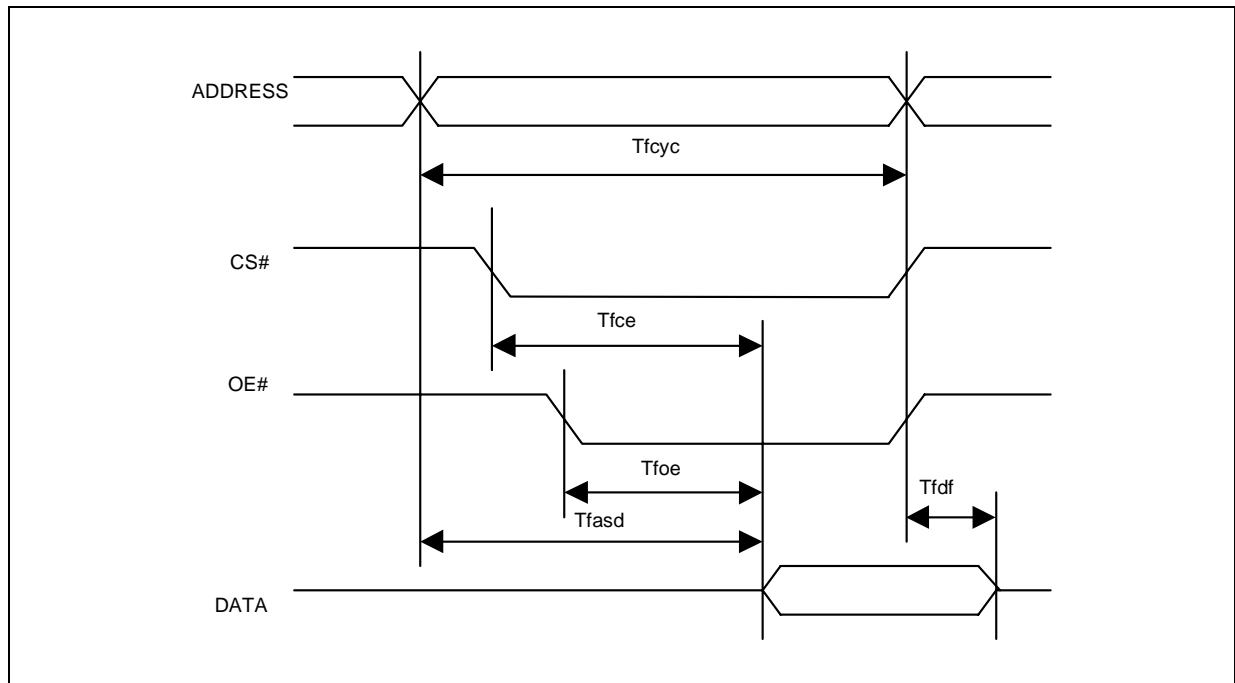 ADDRESS
Tfcyc
CS#
Tfce
OE#
Tfoe
Tfdf
Tfasd
DATA